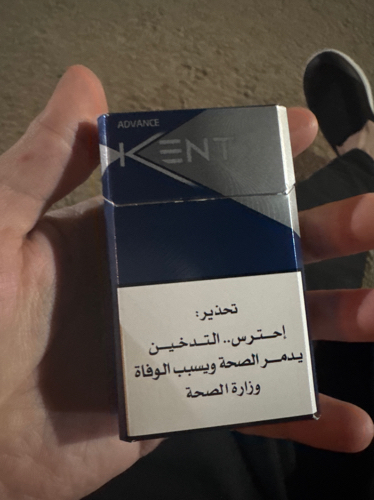 ADVANCE
KENT
تحذير:
إحترس.. التدخين
يدمر الصحة ويسبب الوفاة
وزارة الصحة